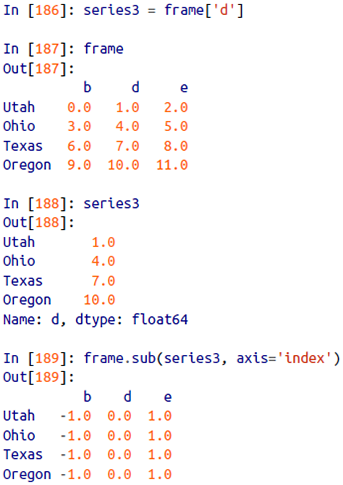 In [186]: series3 = frame['d']
In [187]: frame
Out[187]:
b d e
Utah 0.0 1.0 2.0
Ohio 3.0 4.0 5.0
Texas 6.0 7.0 8.0
Oregon 9.0 10.0 11.0
In [188]: series3
Out[188]:
Utah 1.0
Ohio 4.0
Texas 7.0
Oregon 10.0
Name: d, dtype: float64
In [189]: frame.sub(series3, axis='index')
Out[189]:
b d e
Utah -1.0 0.0 1.0
Ohio -1.0 0.0 1.0
Texas -1.0 0.0 1.0
Oregon -1.0 0.0 1.0